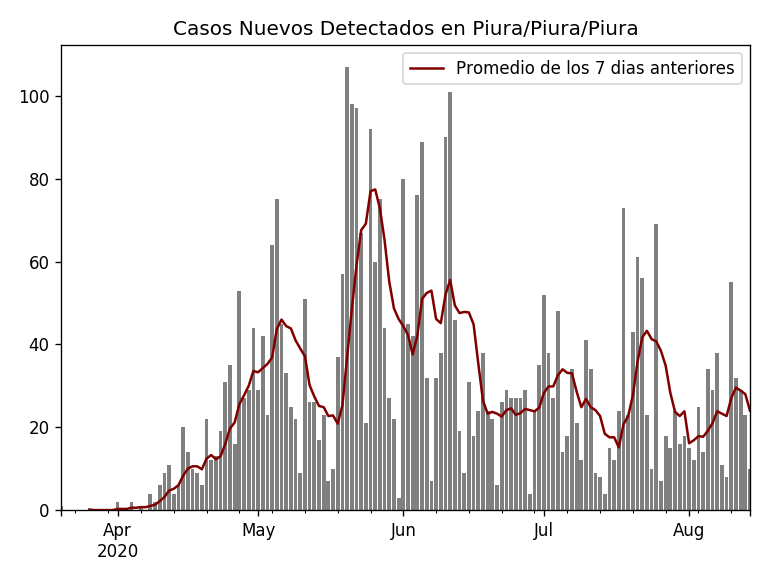 Casos Nuevos Detectados en Piura/Piura/Piura
Promedio de los 7 dias anteriores
100
80
60
40
20
0
Apr May Jun Jul Aug
2020